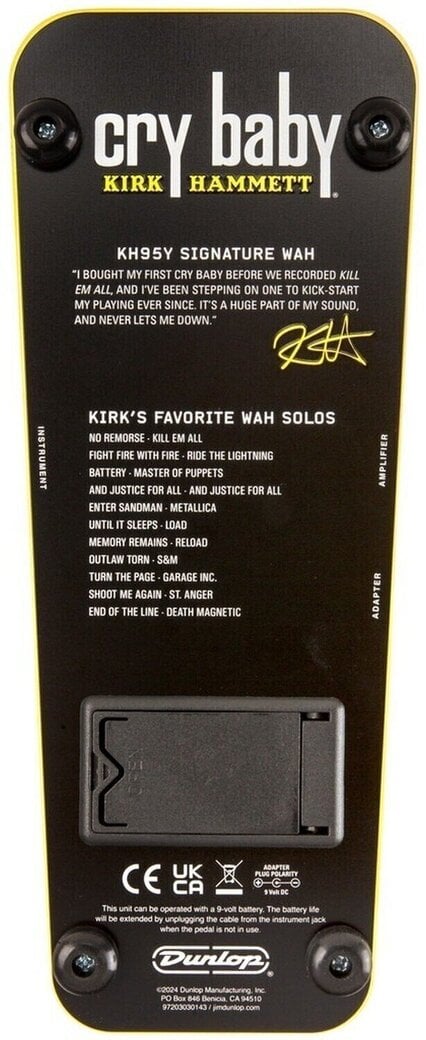 cry baby
KIRK HAMMETT®
KH95Y SIGNATURE WAH
"I BOUGHT MY FIRST CRY BABY BEFORE WE RECORDED KILL
EM ALL, AND I'VE BEEN STEPPING ON ONE TO KICK-START
MY PLAYING EVER SINCE. IT'S A HUGE PART OF MY SOUND,
AND NEVER LETS ME DOWN."
KIRK'S FAVORITE WAH SOLOS
NO REMORSE - KILL EM ALL
FIGHT FIRE WITH FIRE - RIDE THE LIGHTNING
BATTERY - MASTER OF PUPPETS
AND JUSTICE FOR ALL - AND JUSTICE FOR ALL
ENTER SANDMAN - METALLICA
UNTIL IT SLEEPS - LOAD
MEMORY REMAINS - RELOAD
OUTLAW TORN - S&M
TURN THE PAGE - GARAGE INC.
SHOOT ME AGAIN - ST. ANGER
END OF THE LINE - DEATH MAGNETIC
INSTRUMENT
AMPLIFIER
ADAPTER
OPEN
CE
UK
CA
ADAPTER
PLUG POLARITY
9 Volt DC
This unit can be operated with a 9-volt battery. The battery life
will be extended by unplugging the cable from the instrument jack
when the pedal is not in use.
Dunlop®
©2024 Dunlop Manufacturing, Inc.
PO Box 846 Benicia, CA 94510
97203030143 / jimdunlop.com